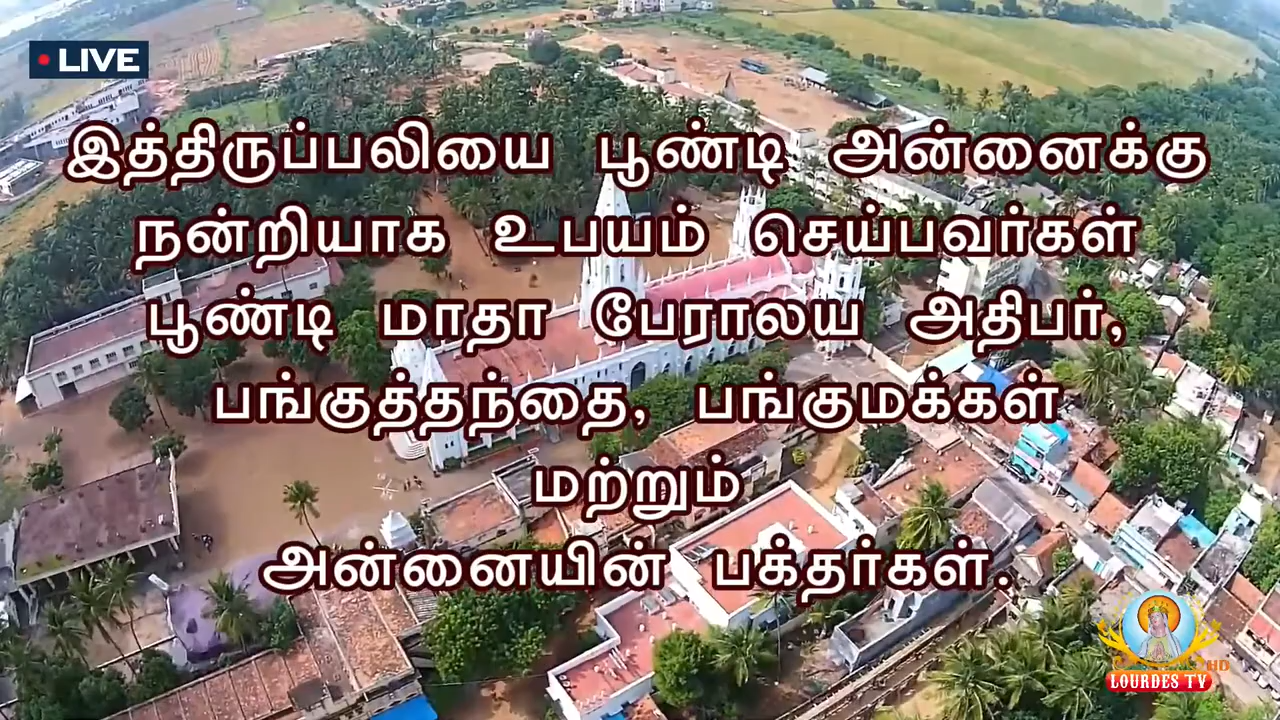 LIVE
இத்திருப்பலியை பூண்டி அன்னைக்கு
நன்றியாக உபயம் செய்பவர்கள்
பூண்டி மாதா பேராலய அதிபர்,
பங்குத்தந்தை, பங்குமக்கள்
மற்றும்
அன்னையின் பக்தர்கள்.
HD
LOURDES TV